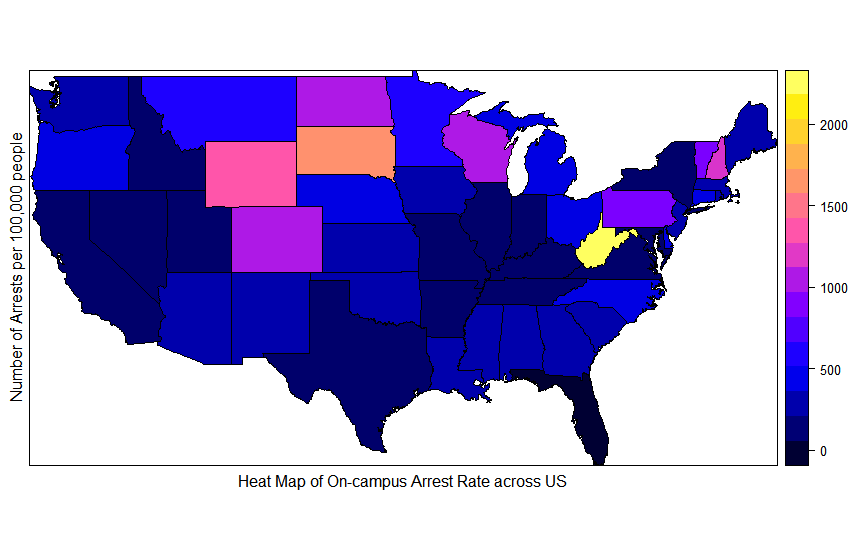 Number of Arrests per 100,000 people
2000
1500
1000
500
0
Heat Map of On-campus Arrest Rate across US